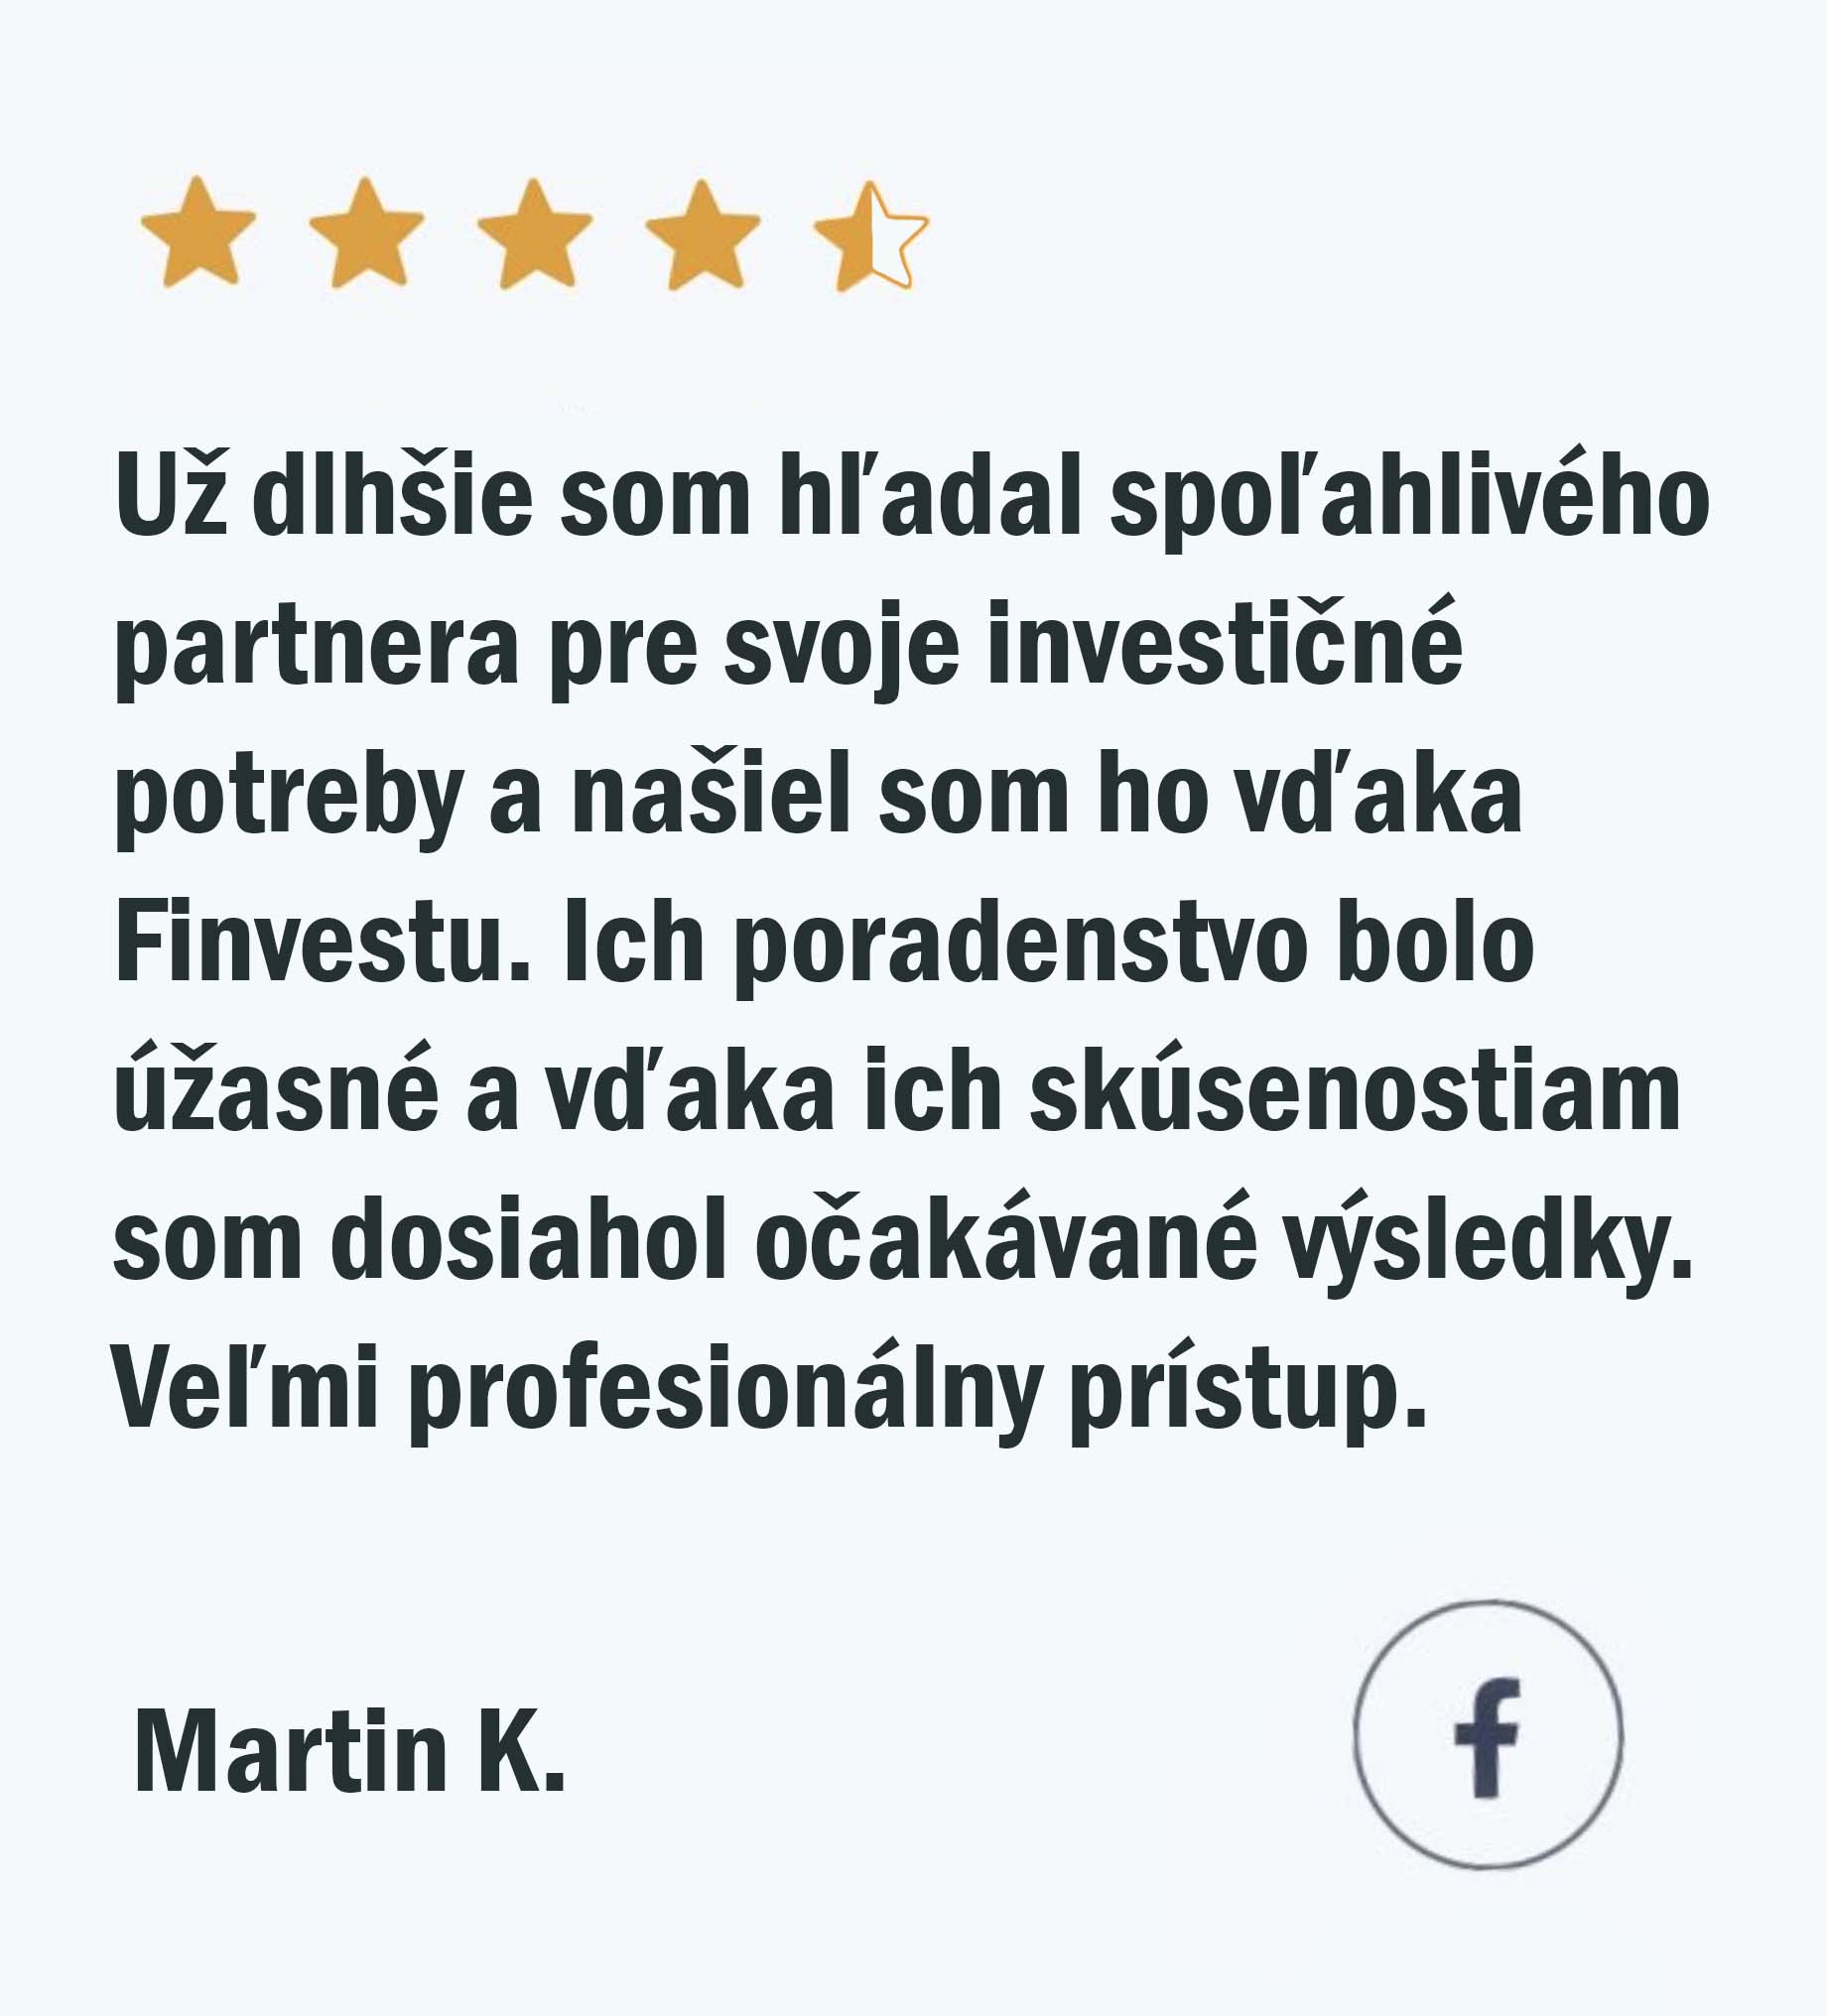 Už dlhšie som hľadal spoľahlivého
partnera pre svoje investičné
potreby a našiel som ho vďaka
Finvestu. Ich poradenstvo bolo
úžasné a vďaka ich skúsenostiam
som dosiahol očakávané výsledky.
Veľmi profesionálny prístup.
Martin K.
f